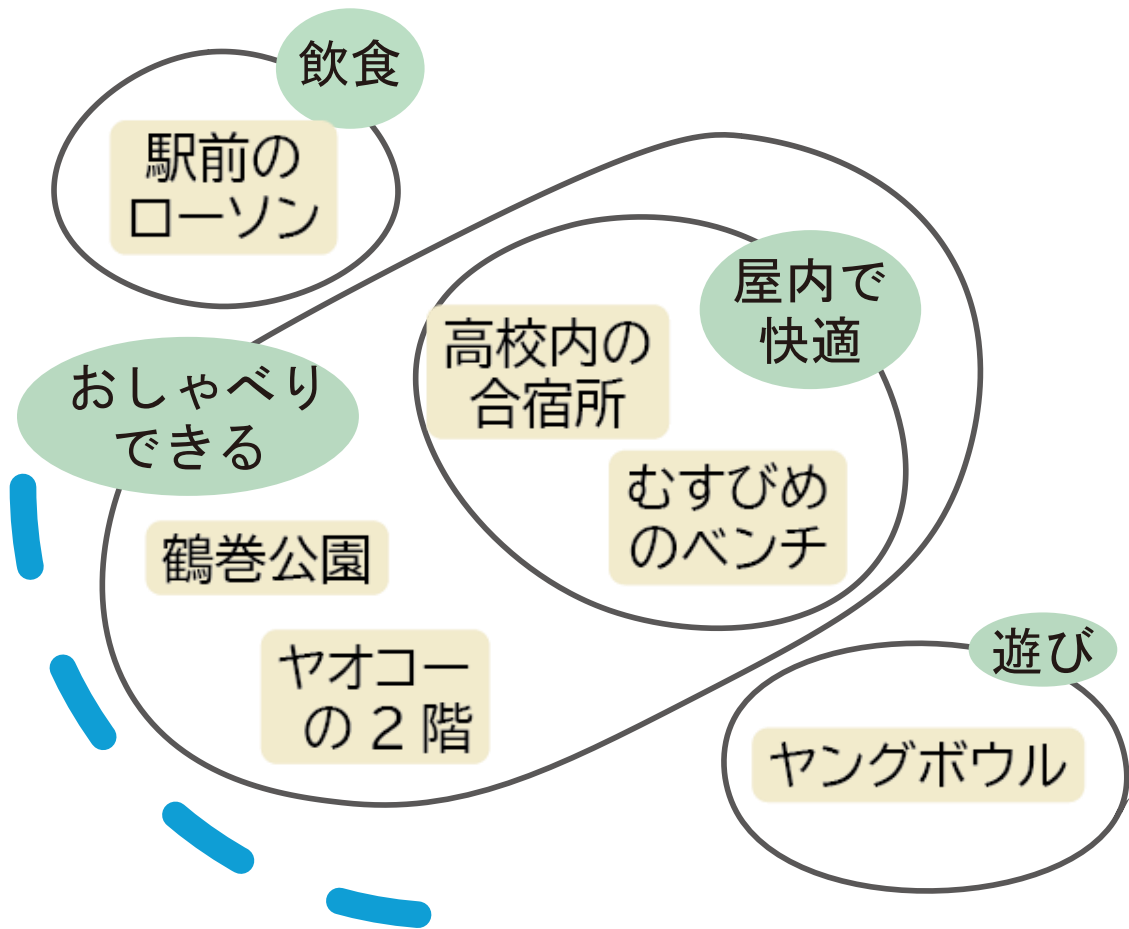 飲食
駅前の
ローソン
屋内で
快適
高校内の
合宿所
むすびめ
のベンチ
おしゃべり
できる
鶴巻公園
ヤオコー
の2階
遊び
ヤングボウル